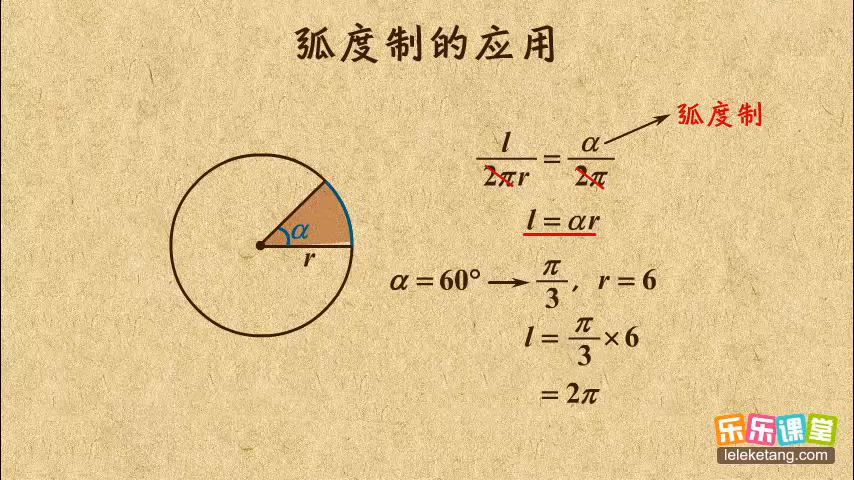 弧度制的应用
弧度制
l/2πr = α/2π
l = αr
α
r
α = 60° → π/3, r = 6
l = π/3 × 6
= 2π
乐乐课堂
leleketang.com